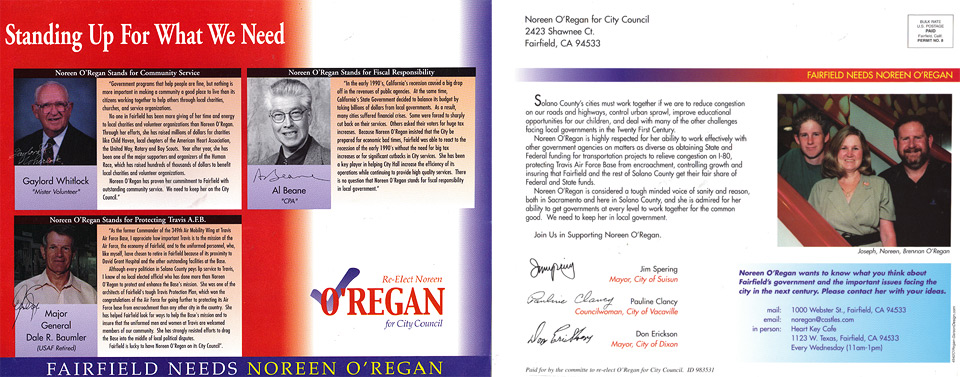 Standing Up For What We Need
Noreen O'Regan Stands for Community Service
"Government programs that help people are fine, but nothing is
more important in making a community a good place to live than its
citizens working together to help others through local charities,
churches, and service organizations.
No one in Fairfield has been more giving of her time and energy
to local charities and volunteer organizations than Noreen O'Regan.
Through her efforts, she has raised millions of dollars for charities
like Child Haven, local chapters of the American Heart Association,
the United Way, Rotary and Boy Scouts. Year after year, she has
been one of the major supporters and organizers of the Human
Race, which has raised hundreds of thousands of dollars to benefit
local charities and volunteer organizations.
Noreen O'Regan has proven her commitment to Fairfield with
outstanding community service. We need to keep her on the City
Council."
Gaylord Whitlock
"Mister Volunteer"
Noreen O'Regan Stands for Fiscal Responsibility
"In the early 1990's, California's recession caused a big drop
off in the revenues of public agencies. At the same time,
California's State Government decided to balance its budget by
taking billions of dollars from local governments. As a result,
many cities suffered financial crises. Some were forced to sharply
cut back on their services. Others asked their voters for huge tax
increases. Because Noreen O'Regan insisted that the City be
prepared for economic bad times, Fairfield was able to react to the
recession of the early 1990's without the need for big tax
increases or for significant cutbacks in City services. She has been
a key player in helping City Hall increase the efficiency of its
operations while continuing to provide high quality services. There
is no question that Noreen O'Regan stands for fiscal responsibility
in local government."
Al Beane
Al Beane
"CPA"
Noreen O'Regan Stands for Protecting Travis A.F.B.
"As the former Commander of the 349th Air Mobility Wing at Travis
Air Force Base, I appreciate how important Travis is to the mission of the
Air Force, the economy of Fairfield, and to the uniformed personnel, who,
like myself, have chosen to retire in Fairfield because of its proximity to
David Grant Hospital and the other outstanding facilities at the Base.
Although every politician in Solano County pays lip service to Travis,
I know of no local elected official who has done more than Noreen
O'Regan to protect and enhance the Base's mission. She was one of the
architects of Fairfield's tough Travis Protection Plan, which won the
congratulations of the Air Force for going further to protecting its Air
Force base from encroachment than any other city in the country. She
has helped Fairfield look for ways to help the Base's mission and to
insure that the uniformed men and women at Travis are welcomed
members of our community. She has strongly resisted efforts to drag
the Base into the middle of local political disputes.
Fairfield is lucky to have Noreen O'Regan on its City Council".
Major
General
Dale R. Baumler
(USAF Retired)
Re-Elect Noreen
O'REGAN
for City Council
FAIRFIELD NEEDS NOREEN O'REGAN
Noreen O'Regan for City Council
2423 Shawnee Ct.
Fairfield, CA 94533
BULK RATE
U.S. POSTAGE
PAID
Fairfield, Calif.
PERMIT NO. 8
FAIRFIELD NEEDS NOREEN O'REGAN
Solano County's cities must work together if we are to reduce congestion
on our roads and highways, control urban sprawl, improve educational
opportunities for our children, and deal with many of the other challenges
facing local governments in the Twenty First Century.
Noreen O'Regan is highly respected for her ability to work effectively with
other government agencies on matters as diverse as obtaining State and
Federal funding for transportation projects to relieve congestion on I-80,
protecting Travis Air Force Base from encroachment, controlling growth and
insuring that Fairfield and the rest of Solano County get their fair share of
Federal and State funds.
Noreen O'Regan is considered a tough minded voice of sanity and reason,
both in Sacramento and here in Solano County, and she is admired for her
ability to get governments at every level to work together for the common
good. We need to keep her in local government.
Join Us in Supporting Noreen O'Regan.
Jim Spering
Mayor, City of Suisun
Pauline Clancy
Pauline Clancy
Councilwoman, City of Vacaville
Don Erickson
Don Erickson
Mayor, City of Dixon
Joseph, Noreen, Brennon O'Regan
Noreen O'Regan wants to know what you think about
Fairfield's government and the important issues facing the
city in the next century. Please contact her with your ideas.
mail: 1000 Webster St., Fairfield, CA 94533
email: noregan@castles.com
in person: Heart Key Cafe
1123 W. Texas, Fairfield, CA 94533
Every Wednesday (11am-1pm)
Paid for by the committe to re-elect O'Regan for City Council. ID 983531